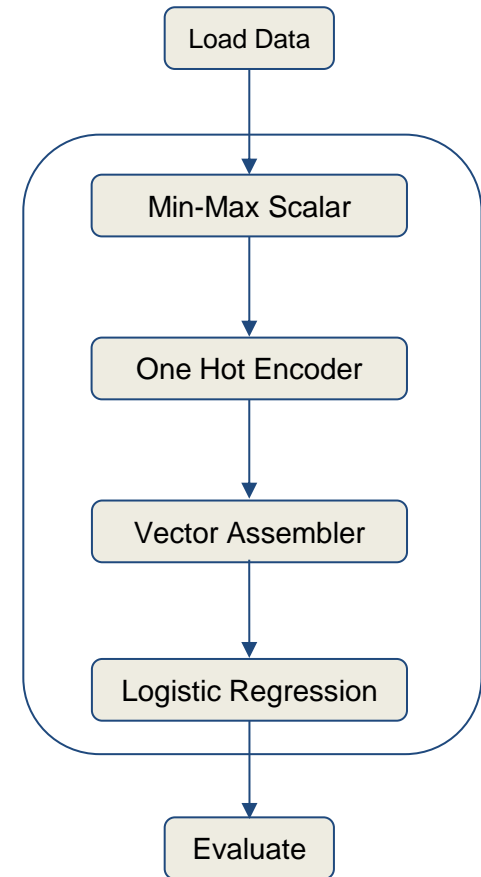 Load Data
Min-Max Scalar
One Hot Encoder
Vector Assembler
Logistic Regression
Evaluate